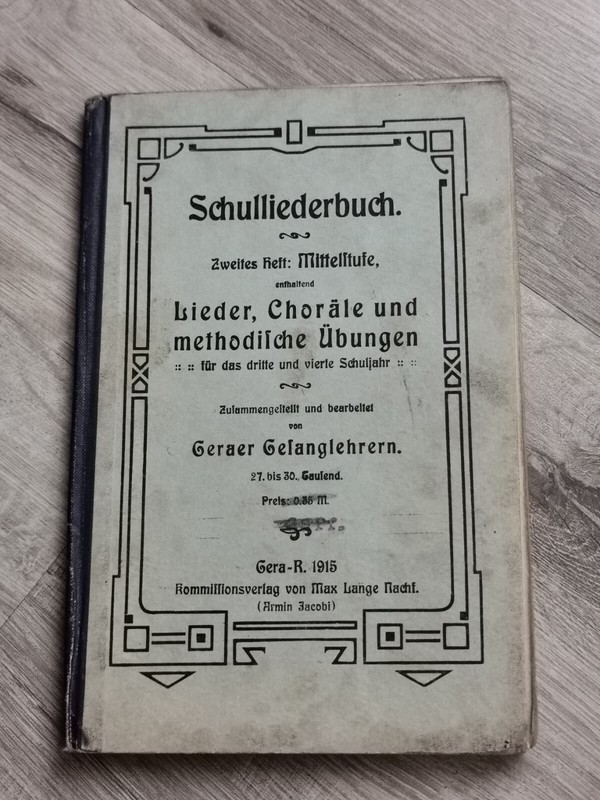 Schulliederbuch.
Zweites Heft: Mittelſtufe,
enthaltend
Lieder, Choräle und
methodiſche Übungen
:: :: für das dritte und vierte Schuljahr :: ::
Zuſammengeſtellt und bearbeitet
von
Geraer Geſanglehrern.
27. bis 30. Tauſend.
Preis: 0.35 M.
Gera-R. 1915
Kommiſſionsverlag von Max Lange Nachf.
(Armin Jacobi)